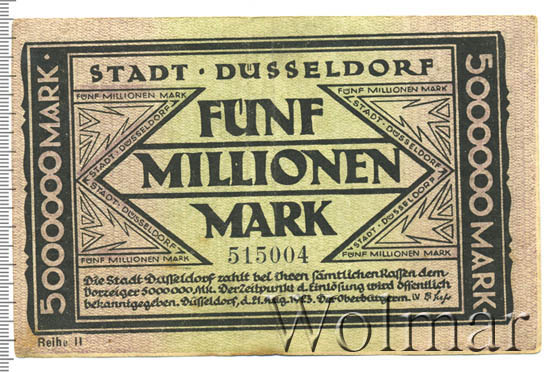 STADT · DÜSSELDORF
FÜNF MILLIONEN MARK
FÜNF MILLIONEN MARK
5000000 MARK ·
5000000 MARK
STADT · DÜSSELDORF
STADT · DÜSSELDORF
FÜNF
MILLIONEN
MARK
515004
STADT · DÜSSELDORF
STADT · DÜSSELDORF
FÜNF MILLIONEN MARK
FÜNF MILLIONEN MARK
Die Stadt Düsseldorf zahlt bei ihren sämtlichen Kassen dem
Vorzeiger 5000000 Mk. Der Zeitpunkt d. Einlösung wird öffentlich
bekanntgegeben. Düsseldorf, d. 21. Aug. 1923. Der Oberbürgerm. IV
Reihe II
Wolmar